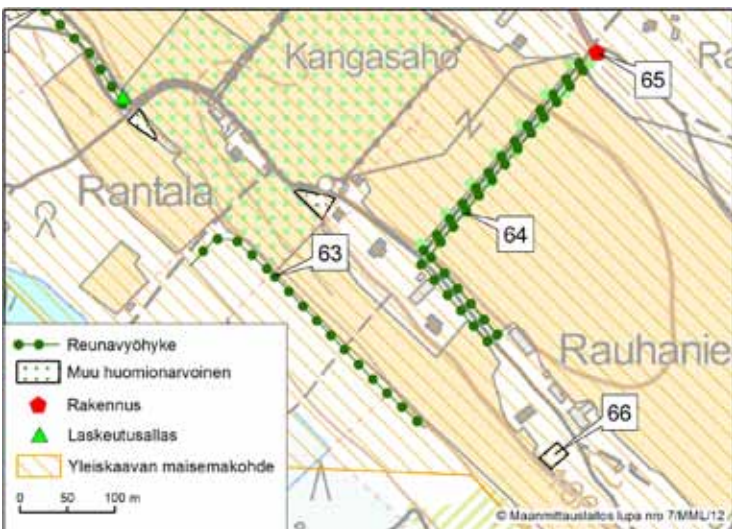 Kangasaho
Ra
65
Rantala
64
63
Reunavyöhyke
Muu huomionarvoinen
Rakennus
Laskeutusallas
Yleiskaavan maisemakohde
0 50 100 m
Rauhanie
66
© Maanmittauslaitos lupa nro 7/MML/12